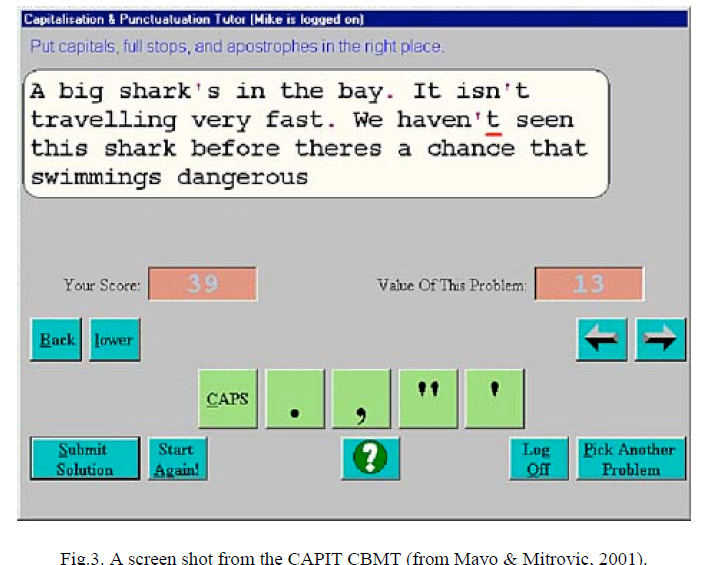 Capitalisation & Punctuatuation Tutor (Mike is logged on)
Put capitals, full stops, and apostrophes in the right place.
A big shark's in the bay. It isn't
travelling very fast. We haven't seen
this shark before theres a chance that
swimmings dangerous
Your Score: 39 Value Of This Problem: 13
Back lower
CAPS . , " '
Submit Solution Start Again! ? Log Off Pick Another Problem
Fig.3. A screen shot from the CAPIT CBMT (from Mayo & Mitrovic, 2001).